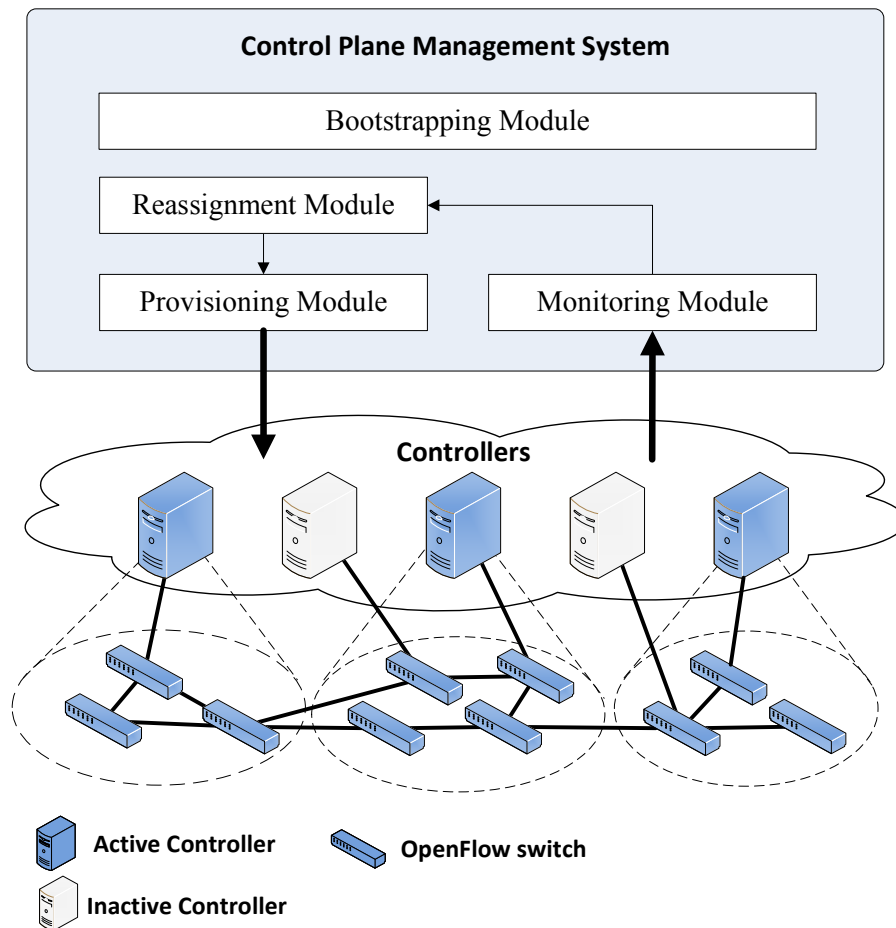 Control Plane Management System
Bootstrapping Module
Reassignment Module
Provisioning Module
Monitoring Module
Controllers
Active Controller
OpenFlow switch
Inactive Controller